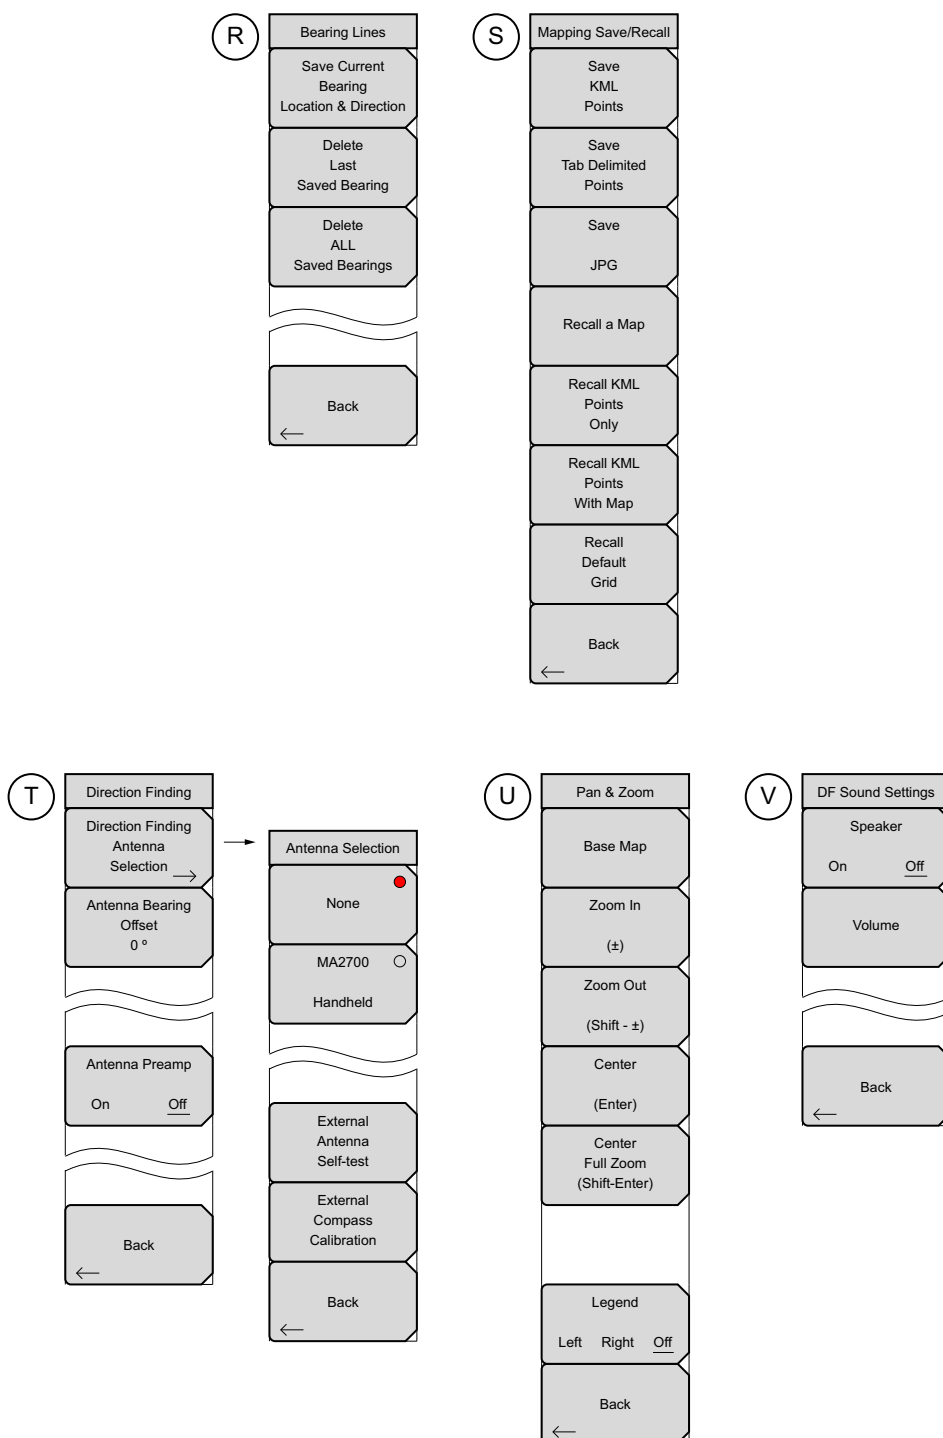 R
Bearing Lines
Save Current
Bearing
Location & Direction
Delete
Last
Saved Bearing
Delete
ALL
Saved Bearings
Back
S
Mapping Save/Recall
Save
KML
Points
Save
Tab Delimited
Points
Save
JPG
Recall a Map
Recall KML
Points
Only
Recall KML
Points
With Map
Recall
Default
Grid
Back
T
Direction Finding
Direction Finding
Antenna
Selection
Antenna Bearing
Offset
0 º
Antenna Preamp
On Off
Back
Antenna Selection
None
MA2700
Handheld
External
Antenna
Self-test
External
Compass
Calibration
Back
U
Pan & Zoom
Base Map
Zoom In
(±)
Zoom Out
(Shift - ±)
Center
(Enter)
Center
Full Zoom
(Shift-Enter)
Legend
Left Right Off
Back
V
DF Sound Settings
Speaker
On Off
Volume
Back